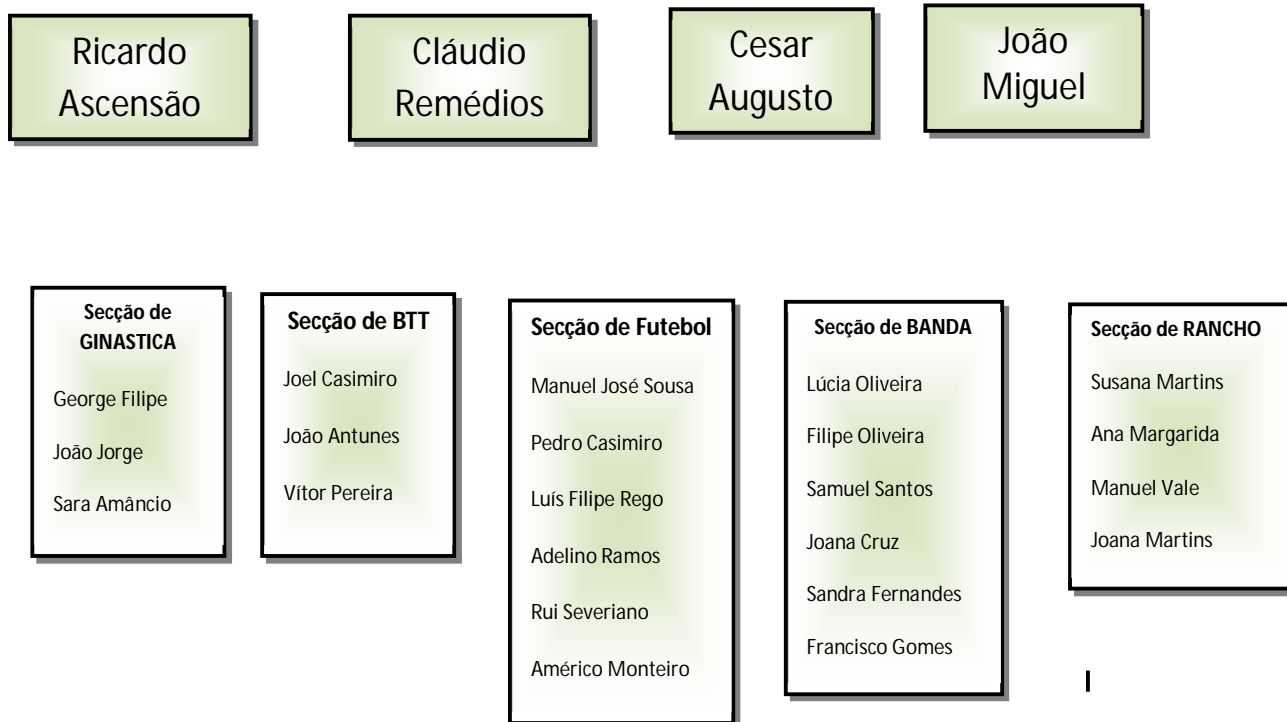 Ricardo
Ascensão
Cláudio
Remédios
Cesar
Augusto
João
Miguel
Secção de
GINASTICA
George Filipe
João Jorge
Sara Amâncio
Secção de BTT
Joel Casimiro
João Antunes
Vítor Pereira
Secção de Futebol
Manuel José Sousa
Pedro Casimiro
Luís Filipe Rego
Adelino Ramos
Rui Severiano
Américo Monteiro
Secção de BANDA
Lúcia Oliveira
Filipe Oliveira
Samuel Santos
Joana Cruz
Sandra Fernandes
Francisco Gomes
Secção de RANCHO
Susana Martins
Ana Margarida
Manuel Vale
Joana Martins